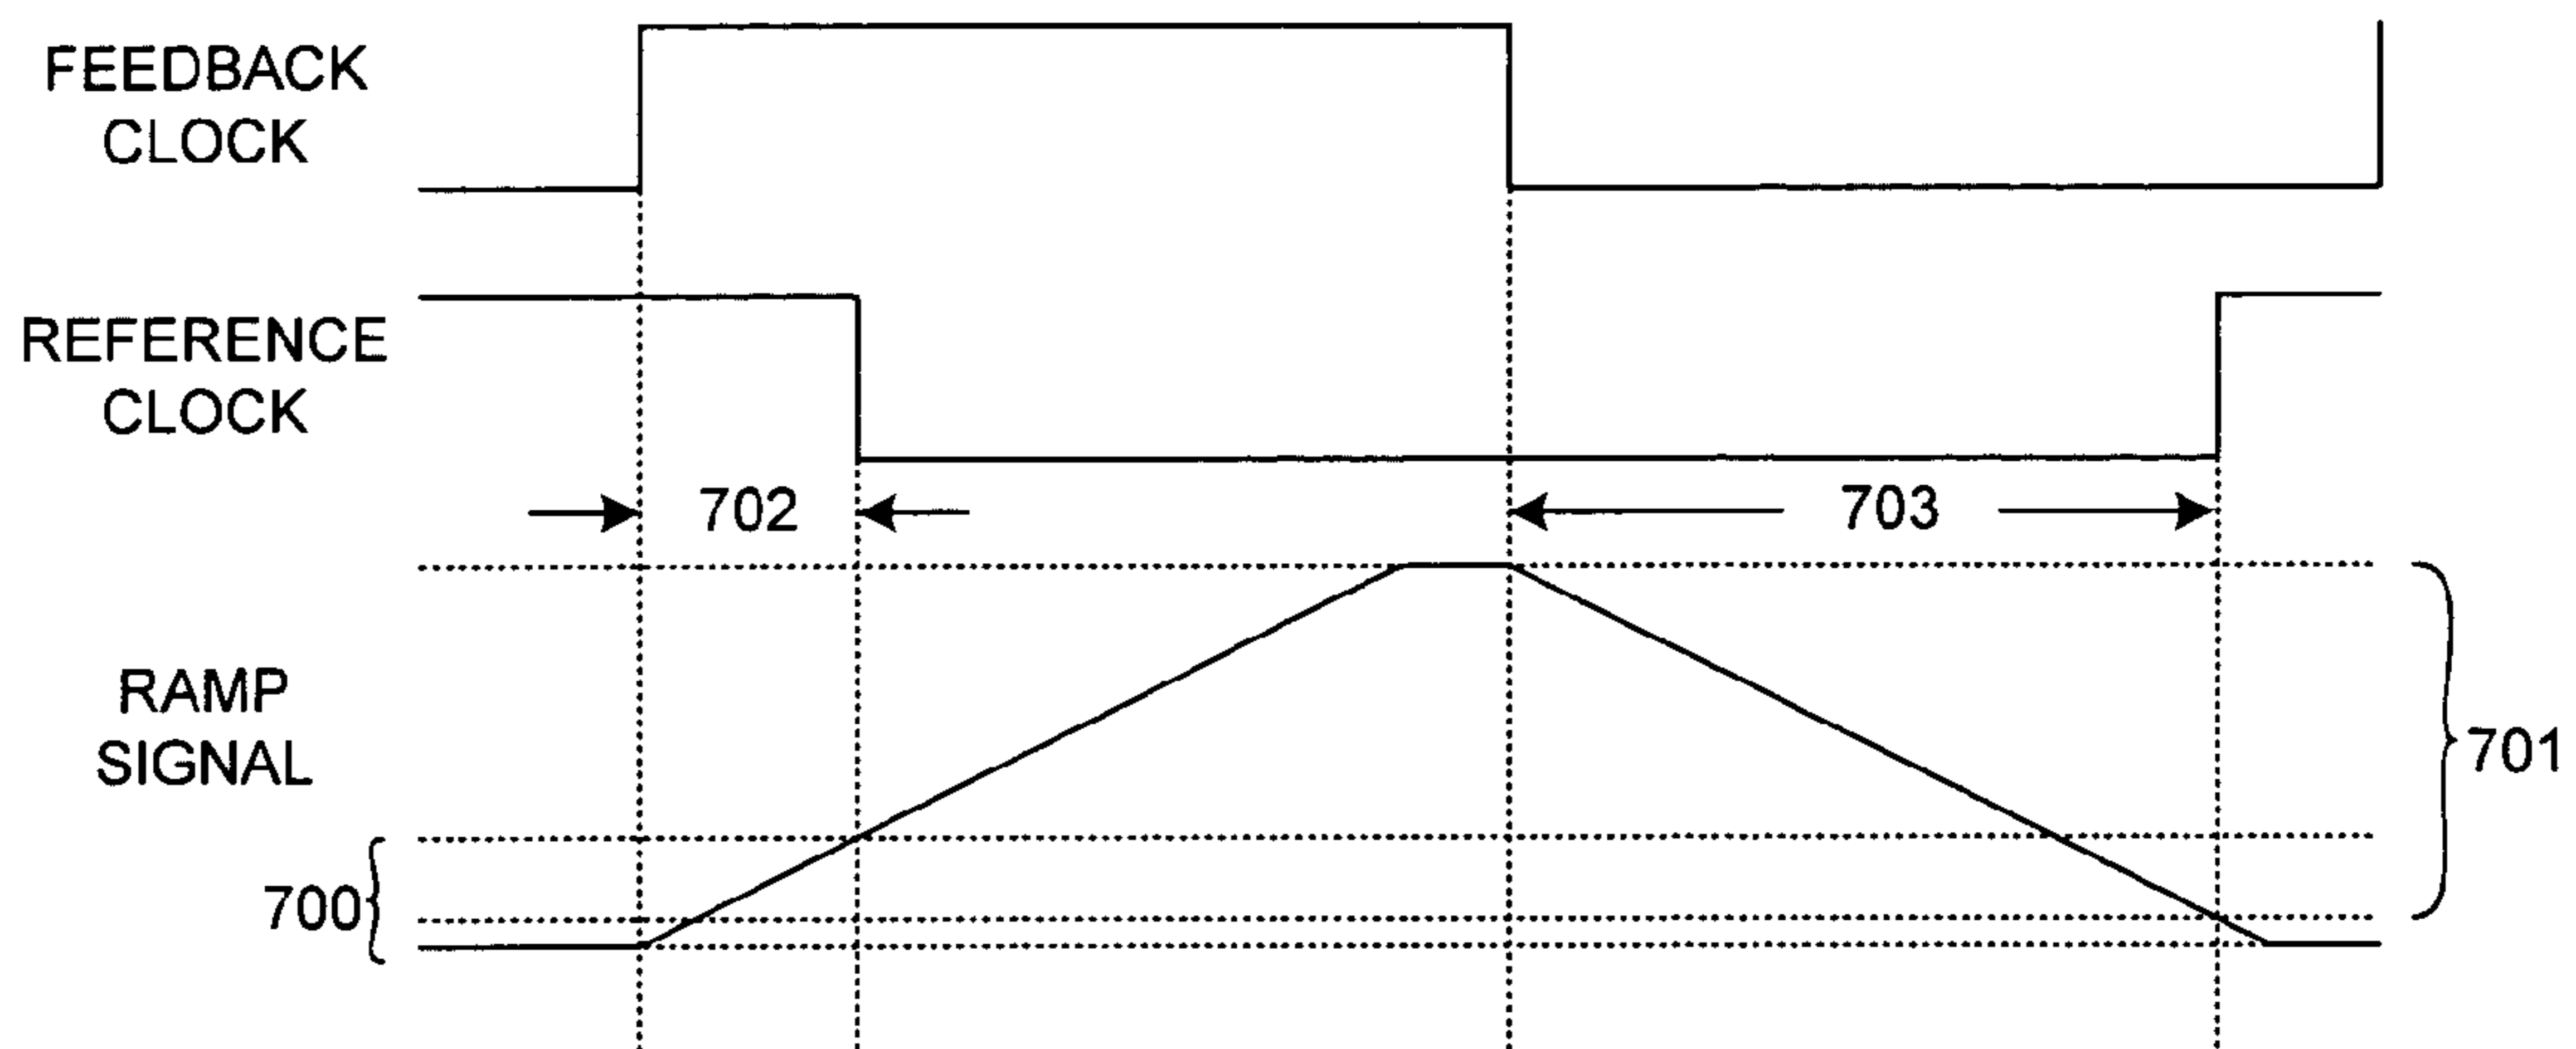 FEEDBACK
CLOCK
REFERENCE
CLOCK
702
703
RAMP
SIGNAL
701
700